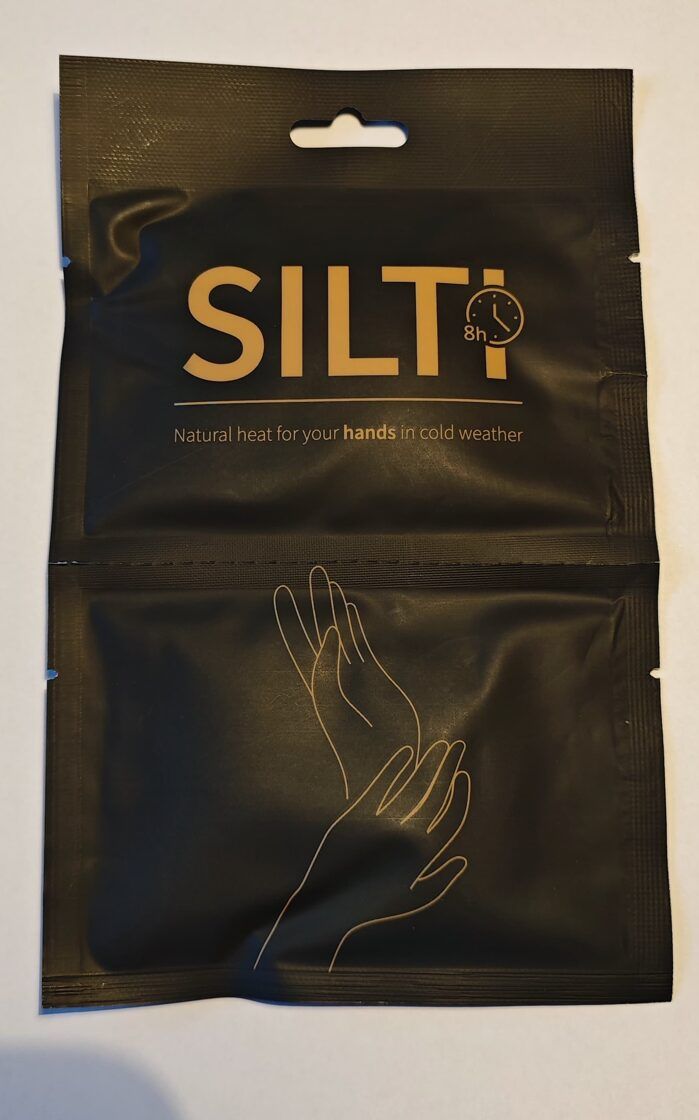 SILTi
8h
Natural heat for your hands in cold weather